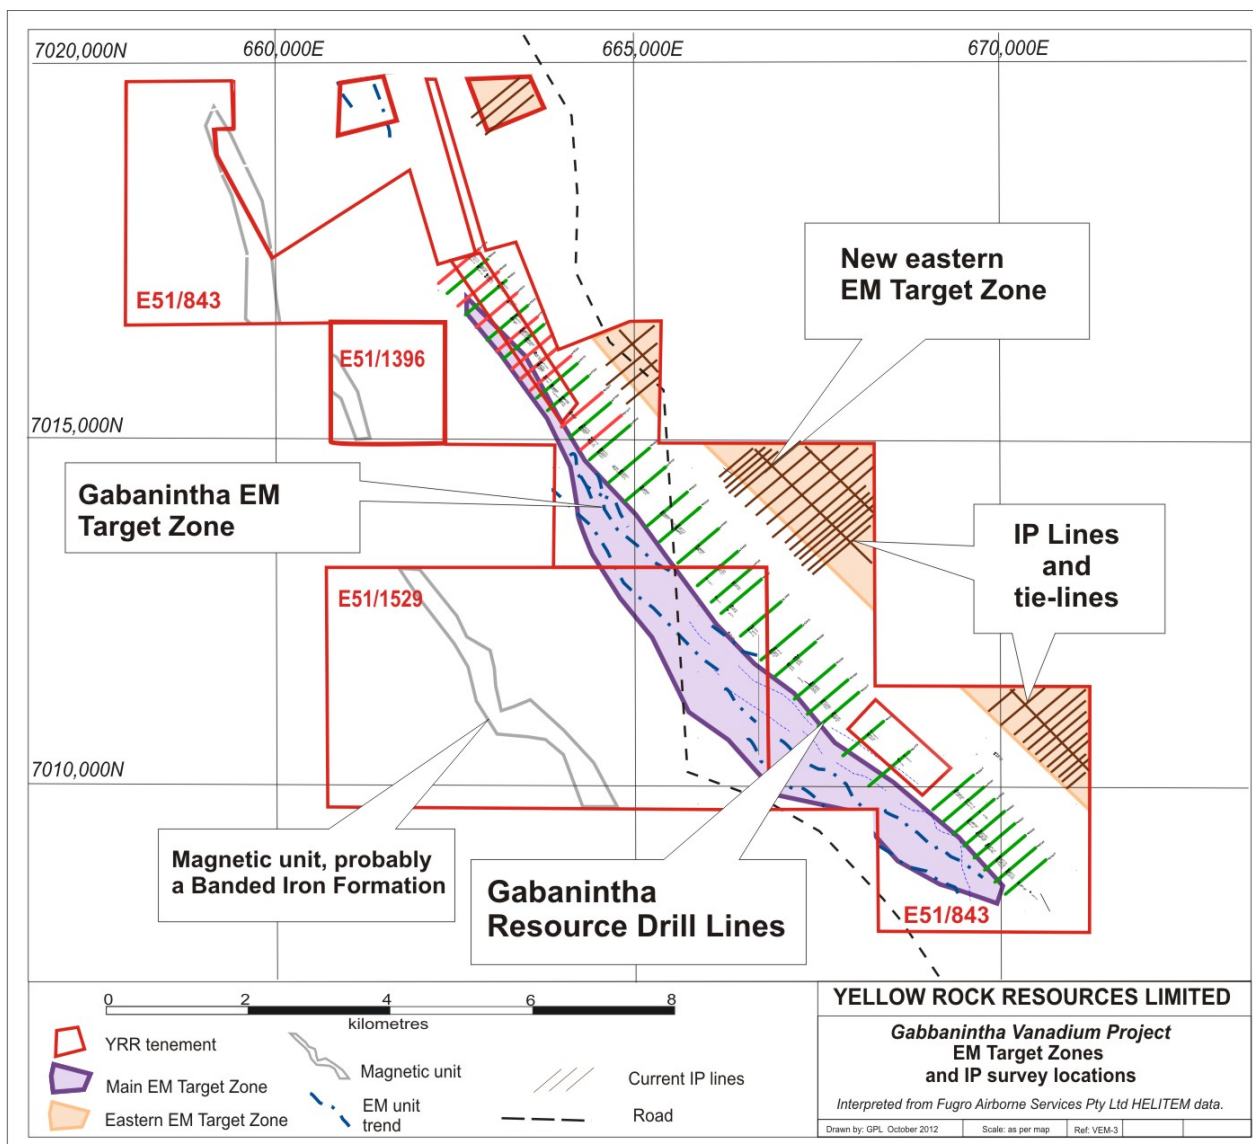 7020,000N
660,000E
665,000E
670,000E
New eastern
EM Target Zone
E51/843
E51/1396
7015,000N
Gabanintha EM
Target Zone
IP Lines
and
tie-lines
E51/1529
7010,000N
Magnetic unit, probably
a Banded Iron Formation
Gabanintha
Resource Drill Lines
E51/843
0 2 4 6 8
kilometres
YRR tenement
Main EM Target Zone
Eastern EM Target Zone
Magnetic unit
EM unit
trend
Current IP lines
Road
YELLOW ROCK RESOURCES LIMITED
Gabbanintha Vanadium Project
EM Target Zones
and IP survey locations
Interpreted from Fugro Airborne Services Pty Ltd HELITEM data.
Drawn by: GPL October 2012
Scale: as per map
Ref: VEM-3